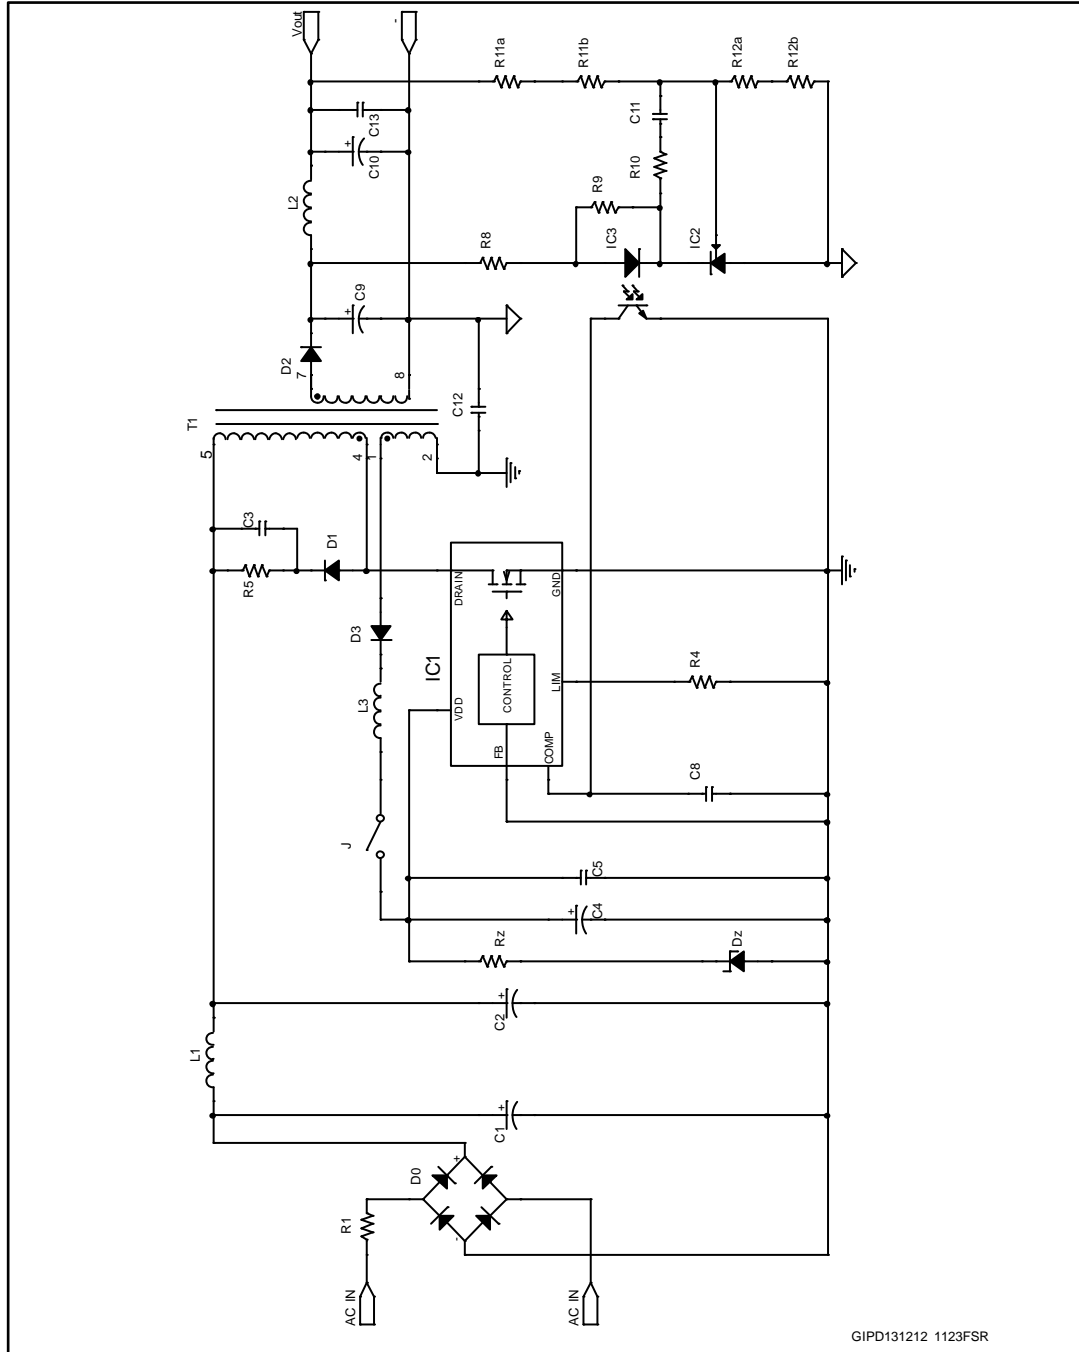 Vout
-
R11a
R11b
R12a
R12b
C13
+
C10
C11
R10
L2
R9
R8
IC3
IC2
+
C9
D2
7
8
T1
C12
5
4
1
2
C3
R5
D1
DRAIN
GND
D3
IC1
CONTROL
L3
VDD
FB
COMP
LIM
R4
C8
J
C5
+
C4
Rz
Dz
+
C2
L1
+
C1
D0
+
-
R1
AC IN
AC IN
GIPD131212 1123FSR